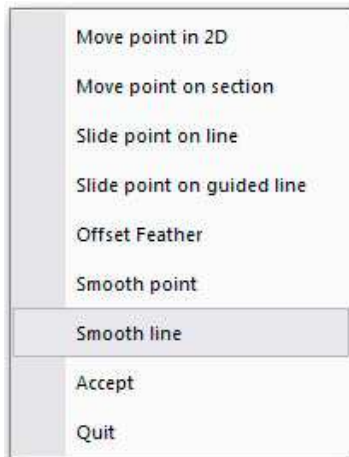 Move point in 2D
Move point on section
Slide point on line
Slide point on guided line
Offset Feather
Smooth point
Smooth line
Accept
Quit